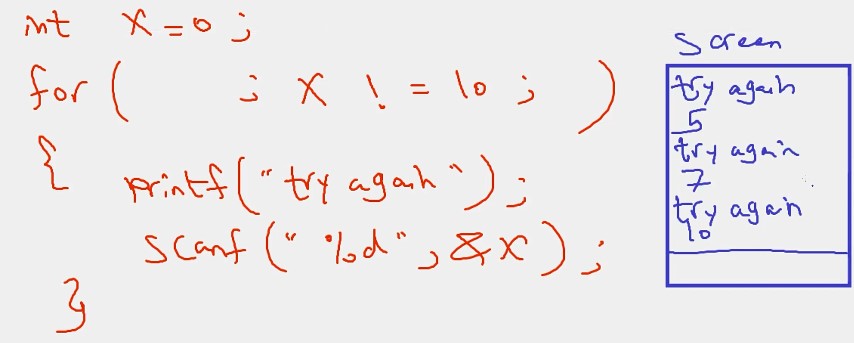 int x = 0 ;
for ( ; x != 10 ; )
{
printf(" try again ") ;
scanf (" %d" , &x ) ;
}
screen
try again
5
try again
7
try again
10